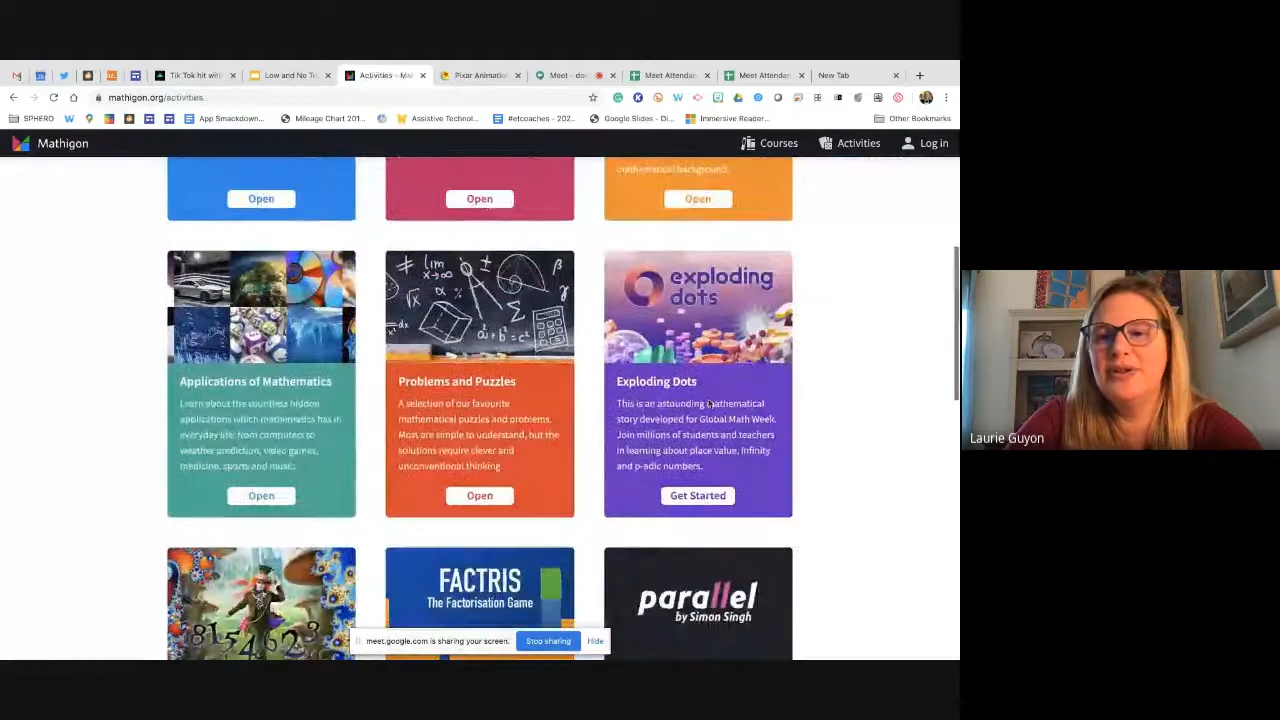 Tik Tok hit with
Low and No Te
Activities – Ma
Pixar Animation
Meet – do
Meet Attendan
Meet Attendan
New Tab
mathigon.org/activities
SPHERO
App Smackdown...
Mileage Chart 201...
Assistive Technol...
#etcoaches - 202...
Google Slides - Di...
Immersive Reader...
Other Bookmarks
Mathigon
Courses
Activities
Log in
mathematical background.
Open
Open
Open
lim
x→∞
exploding
dots
Applications of Mathematics
Learn about the countless hidden
applications which mathematics has in
everyday life: from computers to
weather prediction, video games,
medicine, sports and music.
Open
Problems and Puzzles
A selection of our favourite
mathematical puzzles and problems.
Most are simple to understand, but the
solutions require clever and
unconventional thinking
Open
Exploding Dots
This is an astounding mathematical
story developed for Global Math Week.
Join millions of students and teachers
in learning about place value, infinity
and p-adic numbers.
Get Started
FACTRIS
The Factorisation Game
parallel
by Simon Singh
meet.google.com is sharing your screen.
Stop sharing
Hide
Laurie Guyon